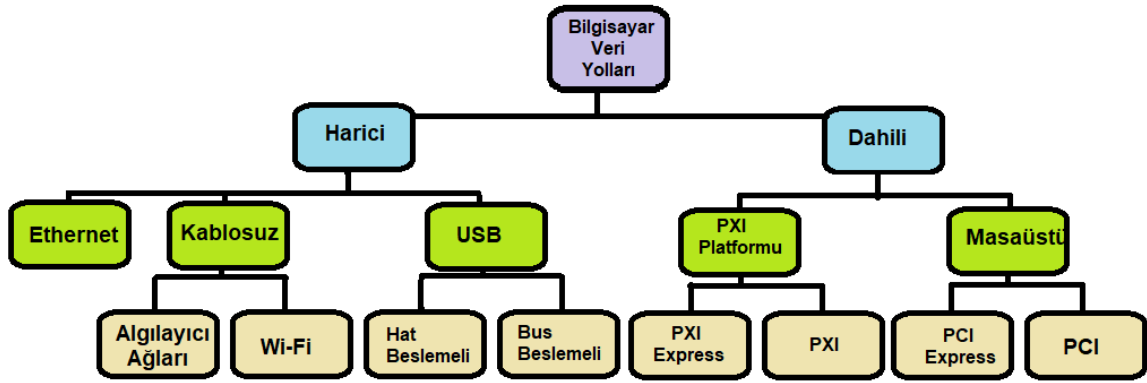 Bilgisayar
Veri
Yolları
Harici
Dahili
Ethernet
Kablosuz
USB
PXI
Platformu
Masaüstü
Algılayıcı
Ağları
Wi-Fi
Hat
Beslemeli
Bus
Beslemeli
PXI
Express
PXI
PCI
Express
PCI